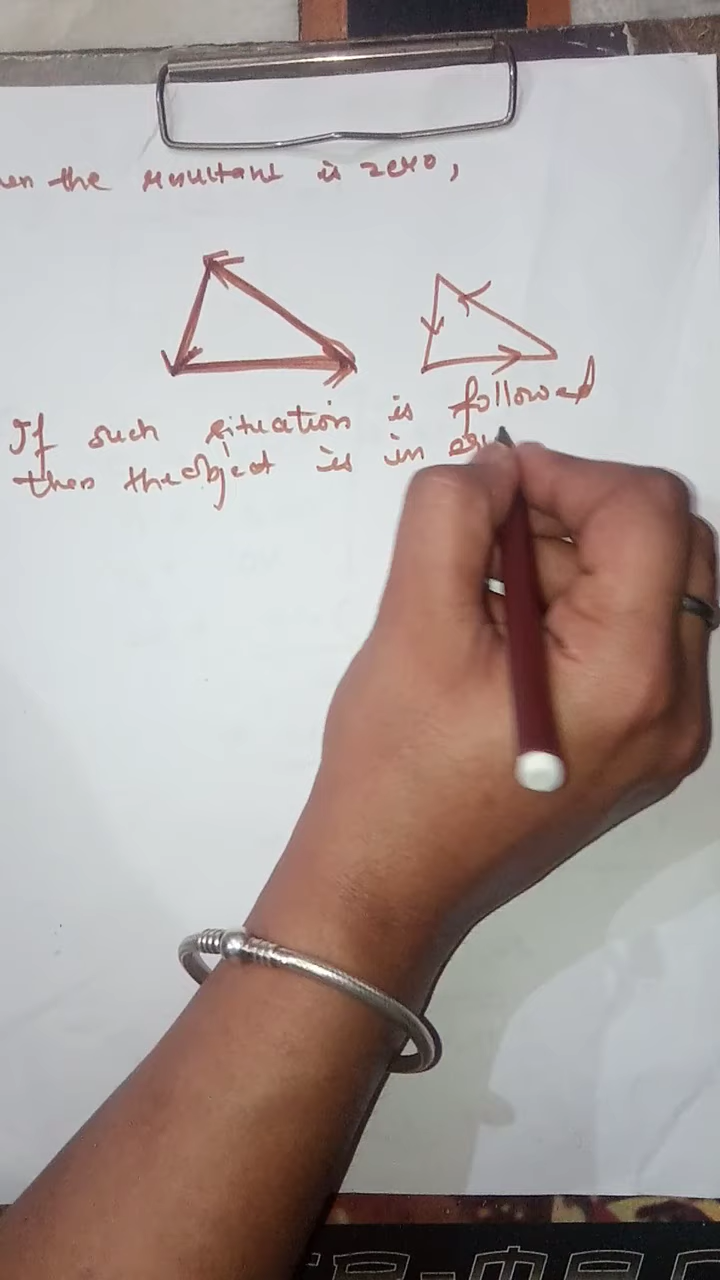 the resultant is zero,
If such situation is followed
then the object is in